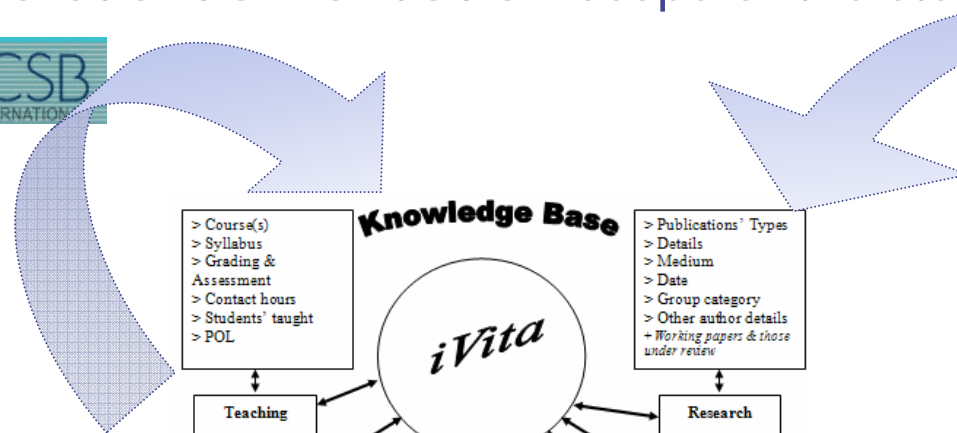 CSB
Knowledge Base
> Course(s)
> Syllabus
> Grading &
Assessment
> Contact hours
> Students' taught
> POL
iVita
> Publications' Types
> Details
> Medium
> Date
> Group category
> Other author details
+ Working papers & those
under review
Teaching
Research